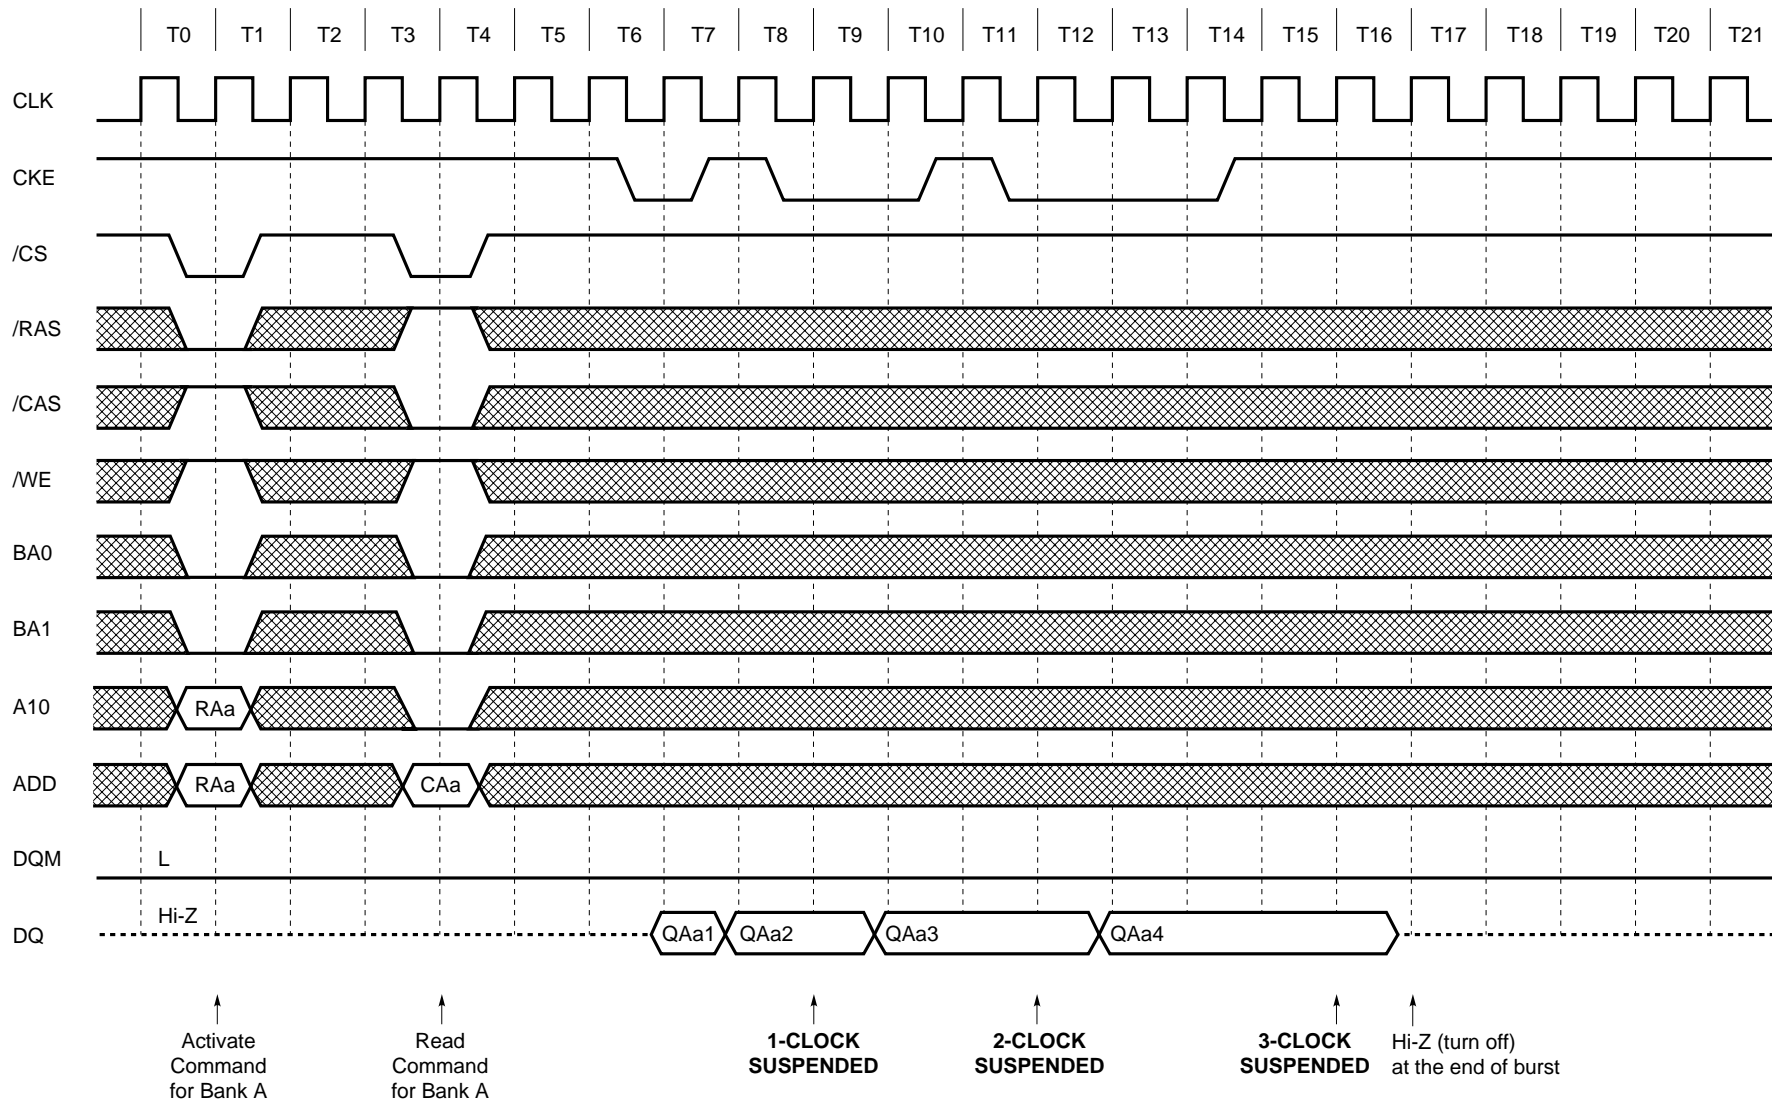 T0 T1 T2 T3 T4 T5 T6 T7 T8 T9 T10 T11 T12 T13 T14 T15 T16 T17 T18 T19 T20 T21
CLK
CKE
/CS
/RAS
/CAS
/WE
BA0
BA1
A10 RAa
ADD RAa CAa
DQM L
Hi-Z
DQ QAa1 QAa2 QAa3 QAa4
Activate Read 1-CLOCK 2-CLOCK 3-CLOCK Hi-Z (turn off)
Command Command SUSPENDED SUSPENDED SUSPENDED at the end of burst
for Bank A for Bank A